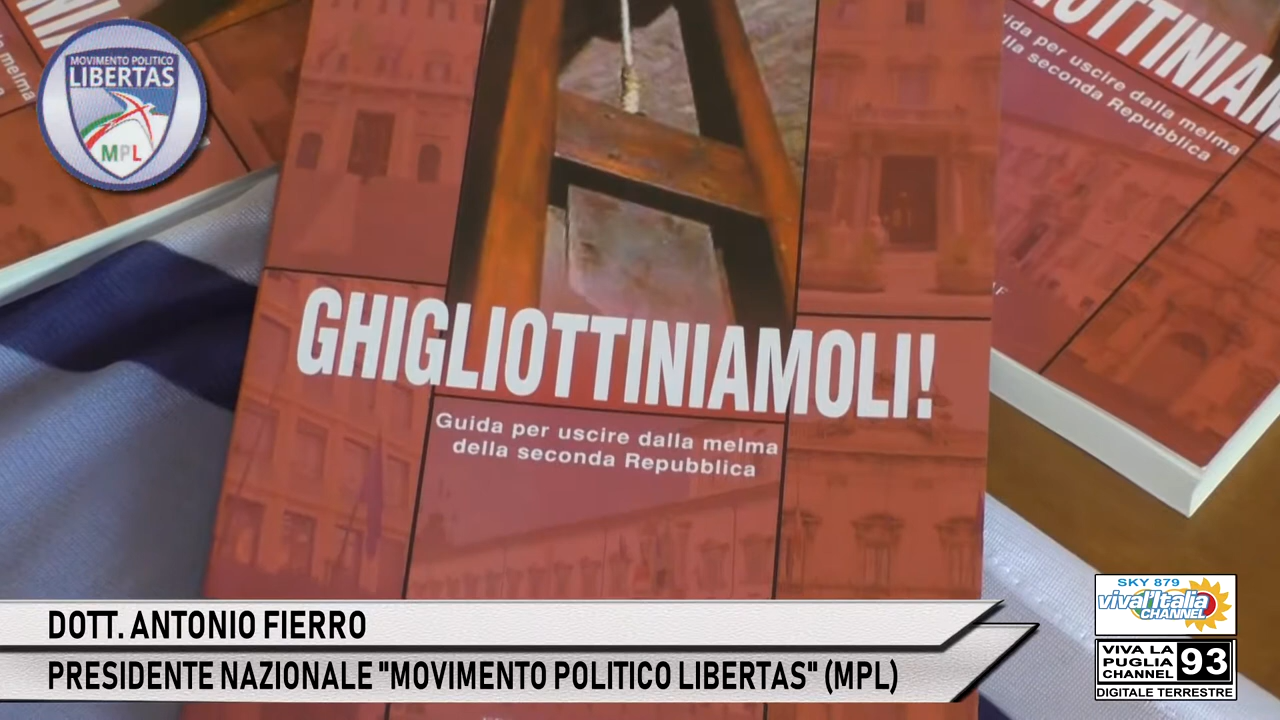 MOVIMENTO POLITICO
LIBERTAS
MPL
GHIGLIOTTINIAMOLI!
Guida per uscire dalla melma
della seconda Repubblica
per uscire dalla melma
seconda Repubblica
melma
DOTT. ANTONIO FIERRO
PRESIDENTE NAZIONALE "MOVIMENTO POLITICO LIBERTAS" (MPL)
SKY 879
viva l'Italia
CHANNEL
VIVA LA
PUGLIA
CHANNEL
93
DIGITALE TERRESTRE